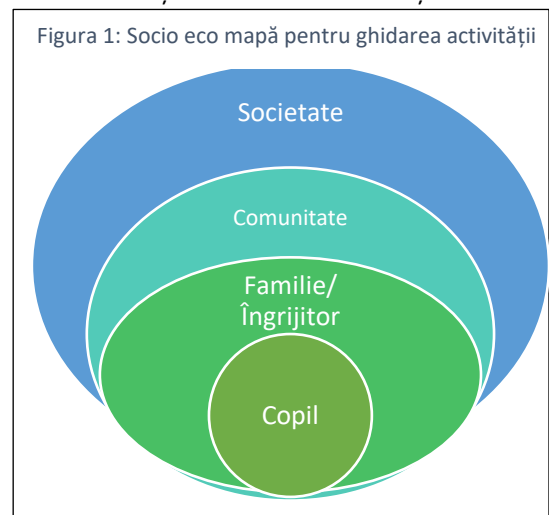 Figura 1: Socio eco mapă pentru ghidarea activității
Societate
Comunitate
Familie/
Îngrijitor
Copil